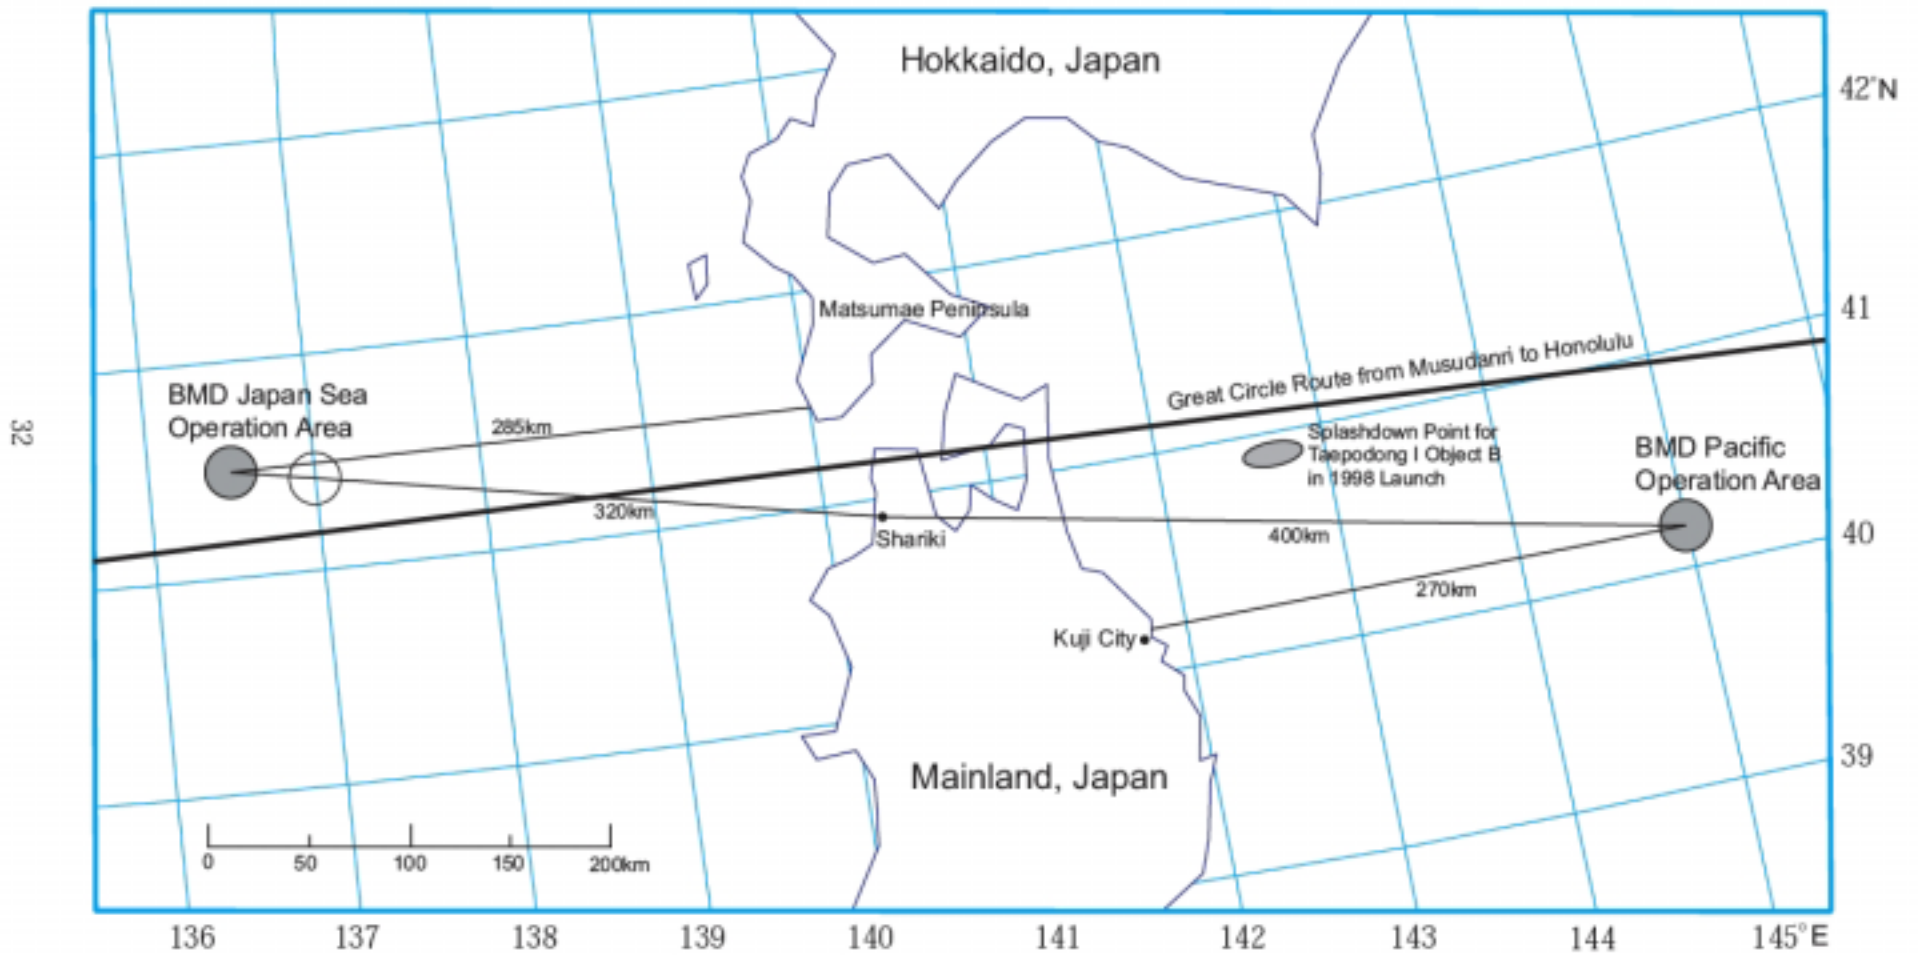 Hokkaido, Japan
42°N
Matsumae Peninsula
41
Great Circle Route from Musudanri to Honolulu
BMD Japan Sea
Operation Area
285km
32
Splashdown Point for
Taepodong I Object B
in 1998 Launch
BMD Pacific
Operation Area
320km
Shariki
400km
40
270km
Kuji City
Mainland, Japan
39
0 50 100 150 200km
136 137 138 139 140 141 142 143 144 145°E